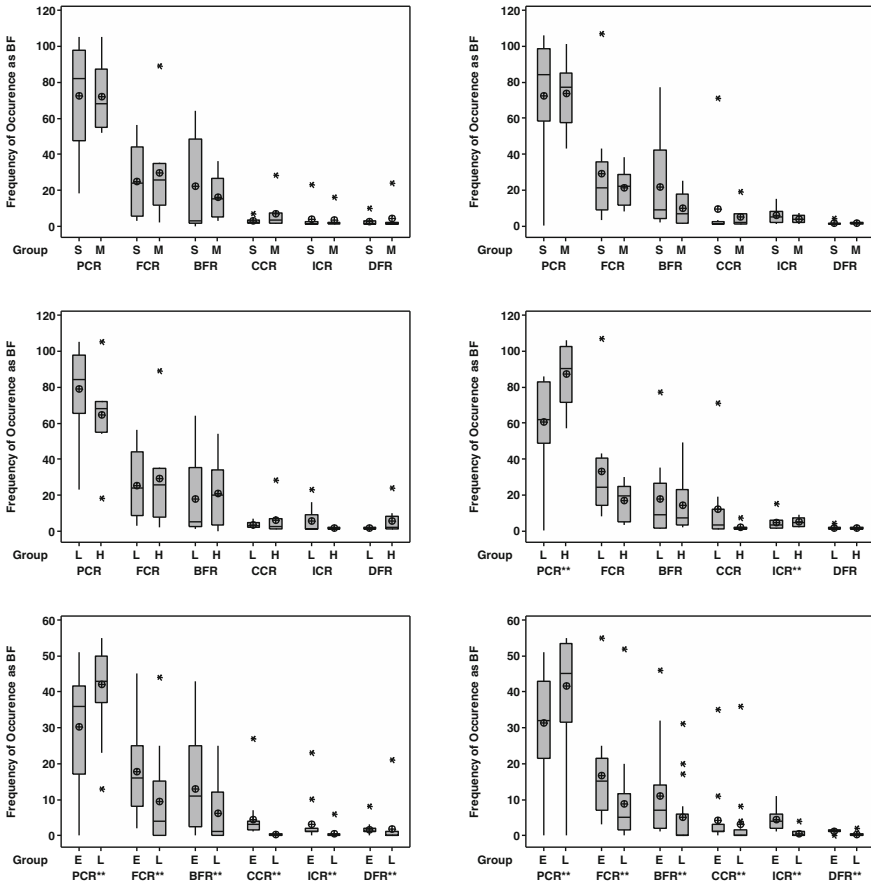 Frequency of Occurence as BF
120
100
80
60
40
20
0
Group S M S M S M S M S M S M
PCR FCR BFR CCR ICR DFR
Frequency of Occurence as BF
120
100
80
60
40
20
0
Group S M S M S M S M S M S M
PCR FCR BFR CCR ICR DFR
Frequency of Occurence as BF
120
100
80
60
40
20
0
Group L H L H L H L H L H L H
PCR FCR BFR CCR ICR DFR
Frequency of Occurence as BF
120
100
80
60
40
20
0
Group L H L H L H L H L H L H
PCR** FCR BFR CCR ICR** DFR
Frequency of Occurence as BF
60
50
40
30
20
10
0
Group E L E L E L E L E L E L
PCR** FCR** BFR** CCR** ICR** DFR**
Frequency of Occurence as BF
60
50
40
30
20
10
0
Group E L E L E L E L E L E L
PCR** FCR** BFR** CCR** ICR** DFR**